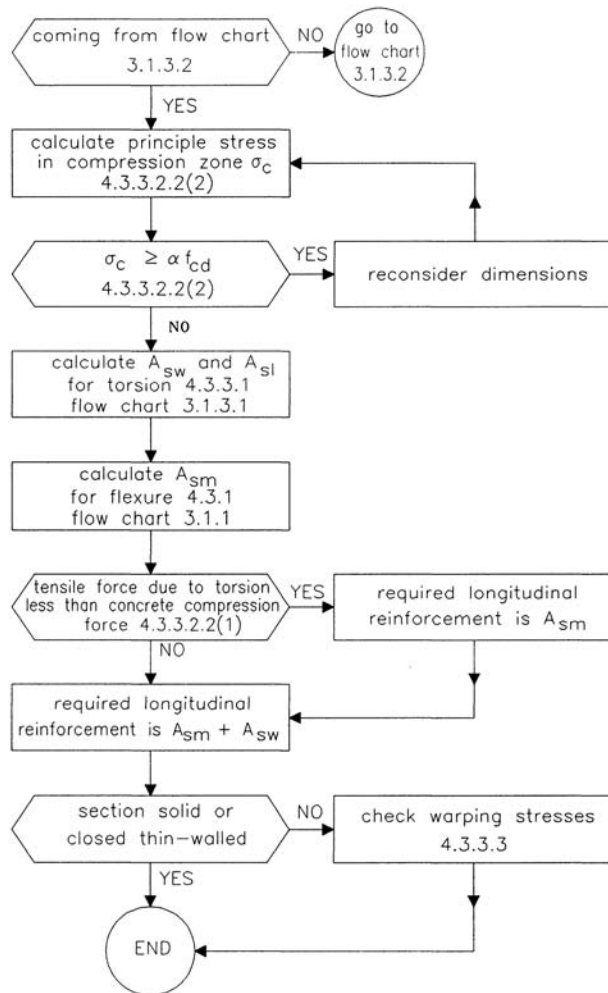 coming from flow chart
3.1.3.2
NO
go to
flow chart
3.1.3.2
YES
calculate principle stress
in compression zone σc
4.3.3.2.2(2)
σc ≥ αfcd
4.3.3.2.2(2)
YES
reconsider dimensions
NO
calculate Asw and Asl
for torsion 4.3.3.1
flow chart 3.1.3.1
calculate Asm
for flexure 4.3.1
flow chart 3.1.1
tensile force due to torsion
less than concrete compression
force 4.3.3.2.2(1)
YES
required longitudinal
reinforcement is Asm
NO
required longitudinal
reinforcement is Asm + Asw
section solid or
closed thin-walled
NO
check warping stresses
4.3.3.3
YES
END